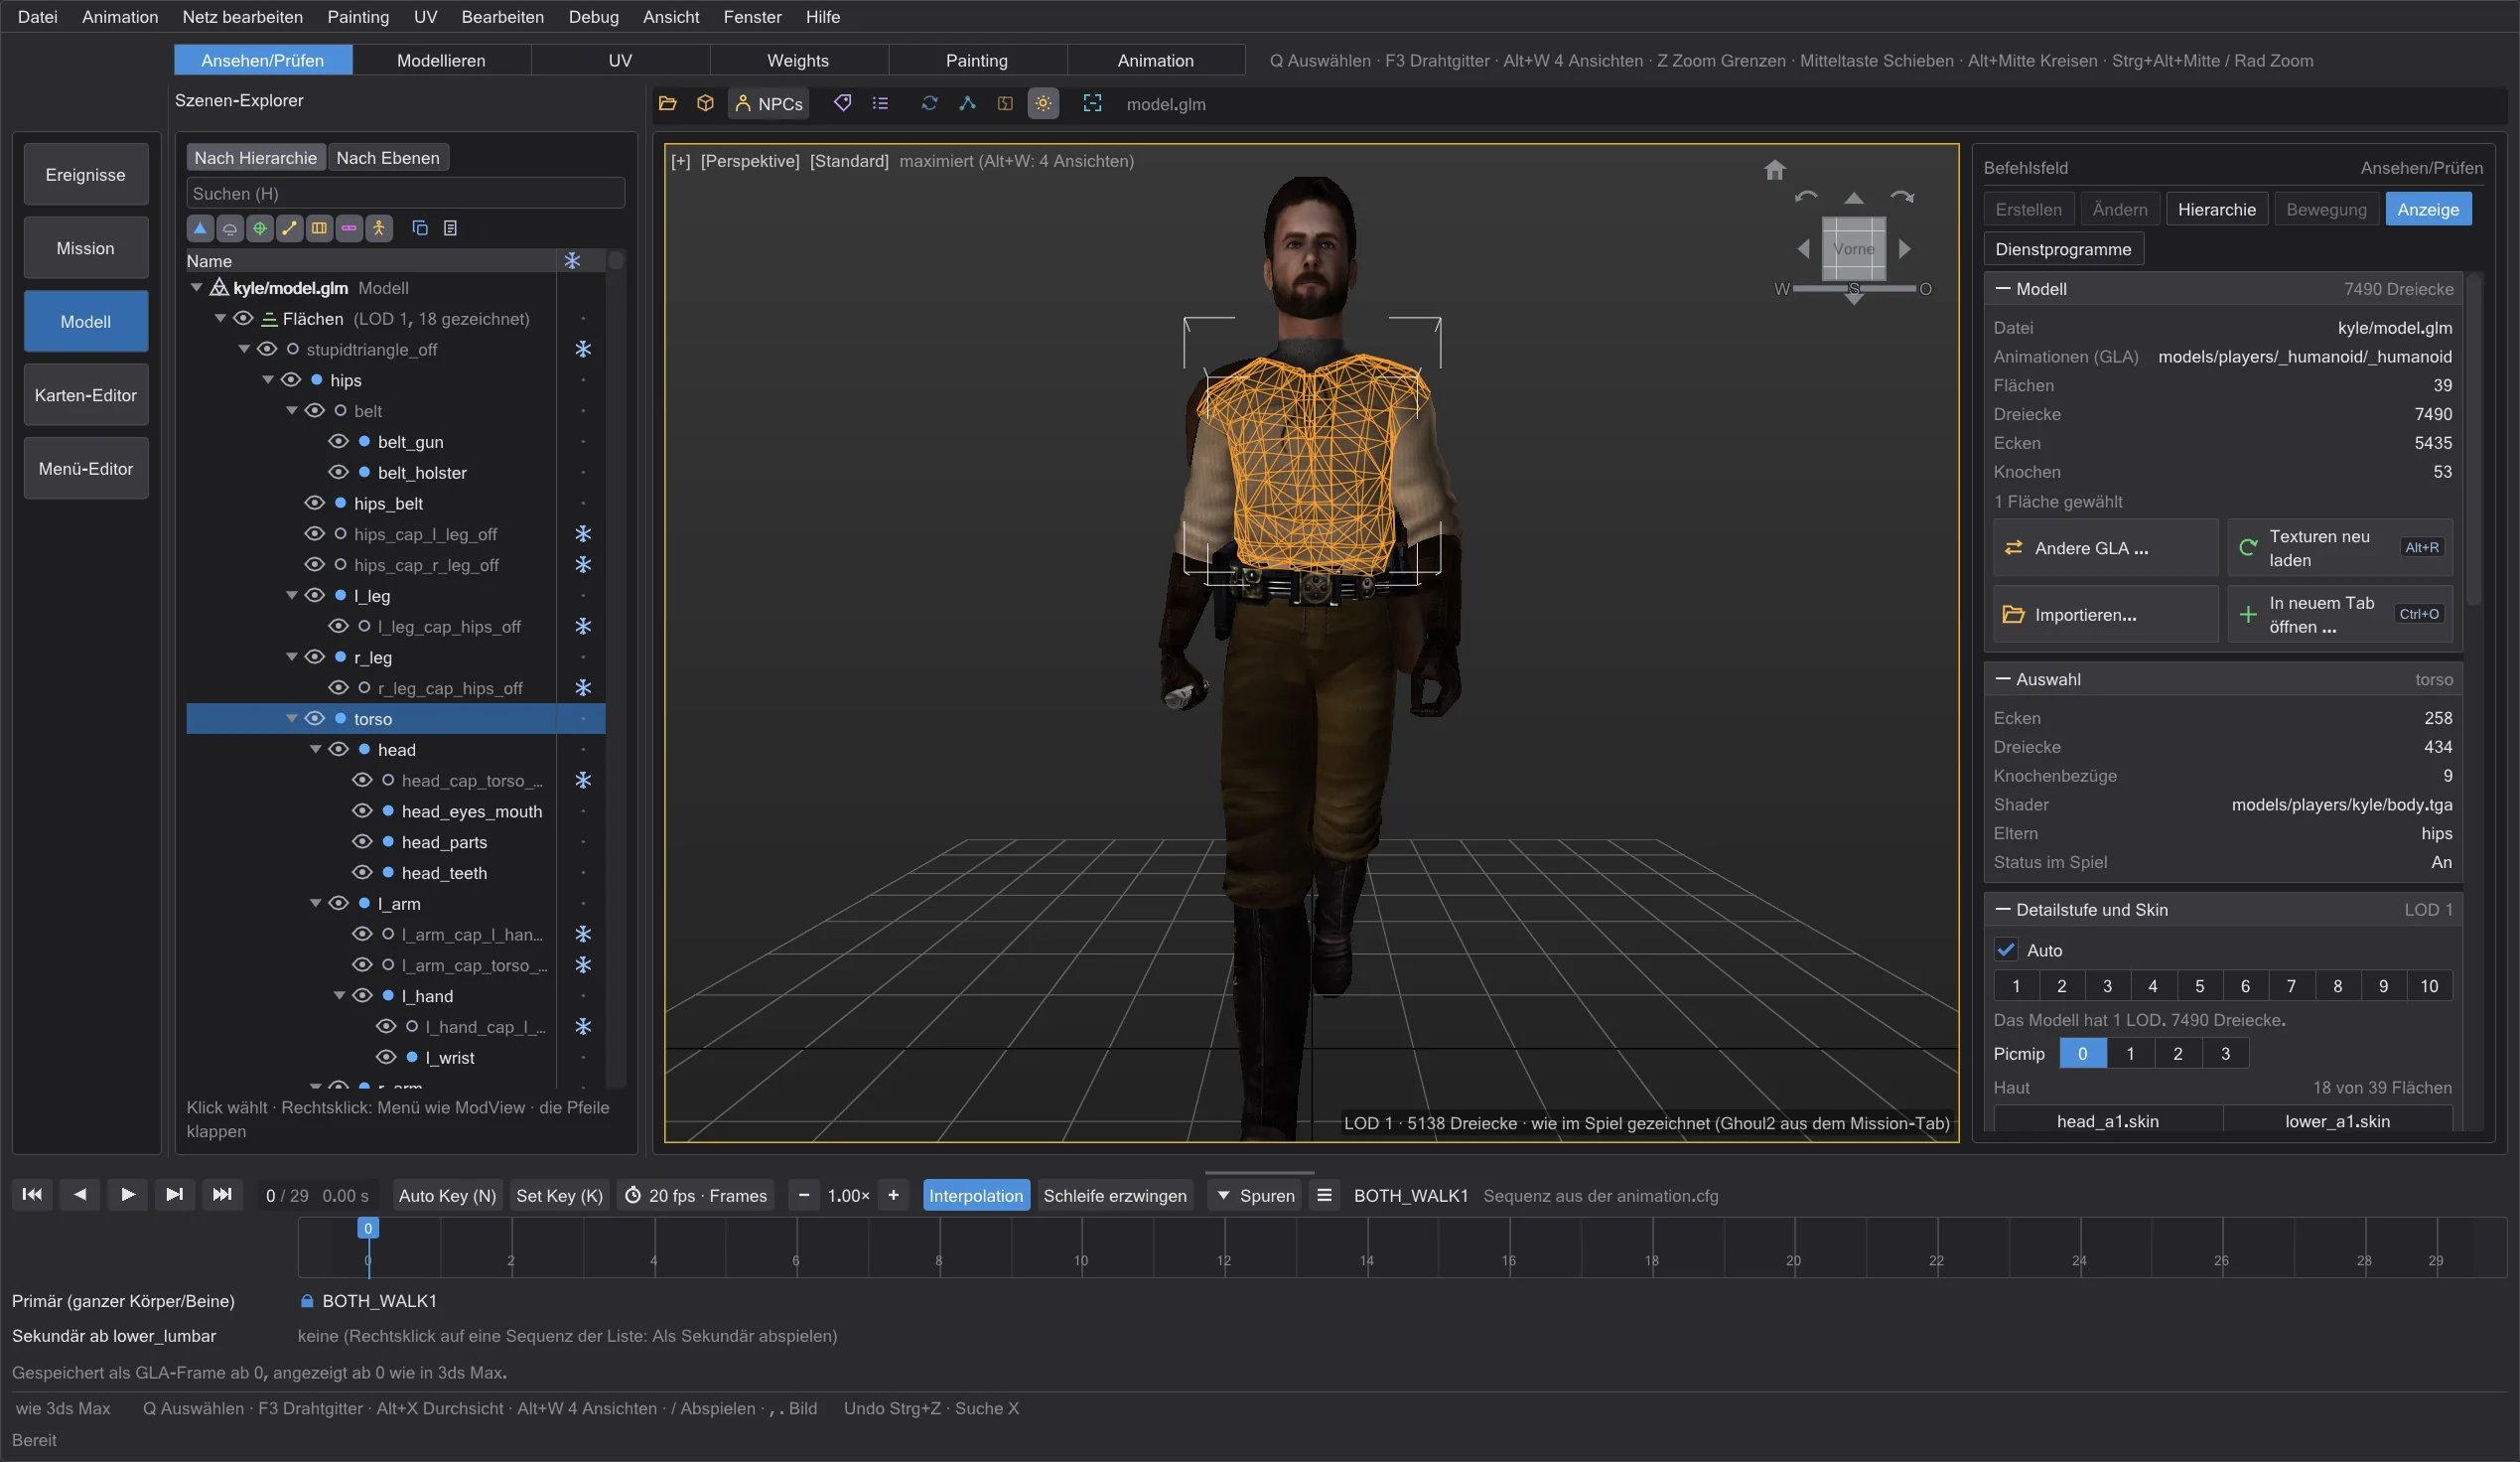 Datei Animation Netz bearbeiten Painting UV Bearbeiten Debug Ansicht Fenster Hilfe
Ansehen/Prüfen Modellieren UV Weights Painting Animation Q Auswählen · F3 Drahtgitter · Alt+W 4 Ansichten · Z Zoom Grenzen · Mitteltaste Schieben · Alt+Mitte Kreisen · Strg+Alt+Mitte / Rad Zoom
Szenen-Explorer
NPCs model.glm
Ereignisse
Mission
Modell
Karten-Editor
Menü-Editor
Nach Hierarchie Nach Ebenen
Suchen (H)
Name
kyle/model.glm Modell
Flächen (LOD 1, 18 gezeichnet)
stupidtriangle_off
hips
belt
belt_gun
belt_holster
hips_belt
hips_cap_l_leg_off
hips_cap_r_leg_off
l_leg
l_leg_cap_hips_off
r_leg
r_leg_cap_hips_off
torso
head
head_cap_torso_...
head_eyes_mouth
head_parts
head_teeth
l_arm
l_arm_cap_l_han...
l_arm_cap_torso_...
l_hand
l_hand_cap_l_...
l_wrist
r_arm
Klick wählt · Rechtsklick: Menü wie ModView · die Pfeile
klappen
[+] [Perspektive] [Standard] maximiert (Alt+W: 4 Ansichten)
Vorne
W S O
LOD 1 · 5138 Dreiecke · wie im Spiel gezeichnet (Ghoul2 aus dem Mission-Tab)
Befehlsfeld Ansehen/Prüfen
Erstellen Ändern Hierarchie Bewegung Anzeige
Dienstprogramme
Modell 7490 Dreiecke
Datei kyle/model.glm
Animationen (GLA) models/players/_humanoid/_humanoid
Flächen 39
Dreiecke 7490
Ecken 5435
Knochen 53
1 Fläche gewählt
Andere GLA ... Texturen neu laden Alt+R
Importieren... In neuem Tab öffnen ... Ctrl+O
Auswahl torso
Ecken 258
Dreiecke 434
Knochenbezüge 9
Shader models/players/kyle/body.tga
Eltern hips
Status im Spiel An
Detailstufe und Skin LOD 1
Auto
1 2 3 4 5 6 7 8 9 10
Das Modell hat 1 LOD. 7490 Dreiecke.
Picmip 0 1 2 3
Haut 18 von 39 Flächen
head_a1.skin lower_a1.skin
0 / 29 0.00 s Auto Key (N) Set Key (K) 20 fps · Frames − 1.00× + Interpolation Schleife erzwingen Spuren BOTH_WALK1 Sequenz aus der animation.cfg
0
0 2 4 6 8 10 12 14 16 18 20 22 24 26 28 29
Primär (ganzer Körper/Beine) BOTH_WALK1
Sekundär ab lower_lumbar keine (Rechtsklick auf eine Sequenz der Liste: Als Sekundär abspielen)
Gespeichert als GLA-Frame ab 0, angezeigt ab 0 wie in 3ds Max.
wie 3ds Max Q Auswählen · F3 Drahtgitter · Alt+X Durchsicht · Alt+W 4 Ansichten · / Abspielen · , . Bild Undo Strg+Z · Suche X
Bereit